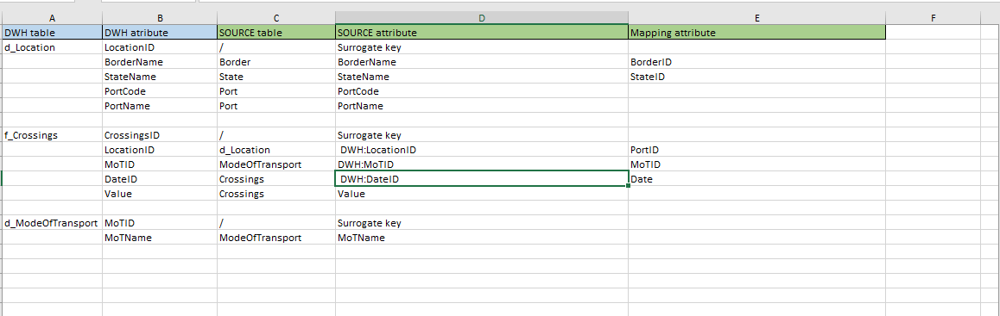 A B C D E F
DWH table DWH atribute SOURCE table SOURCE attribute Mapping attribute
d_Location LocationID / Surrogate key
BorderName Border BorderName BorderID
StateName State StateName StateID
PortCode Port PortCode
PortName Port PortName
f_Crossings CrossingsID / Surrogate key
LocationID d_Location DWH:LocationID PortID
MoTID ModeOfTransport DWH:MoTID MoTID
DateID Crossings DWH:DateID Date
Value Crossings Value
d_ModeOfTransport MoTID / Surrogate key
MoTName ModeOfTransport MoTName